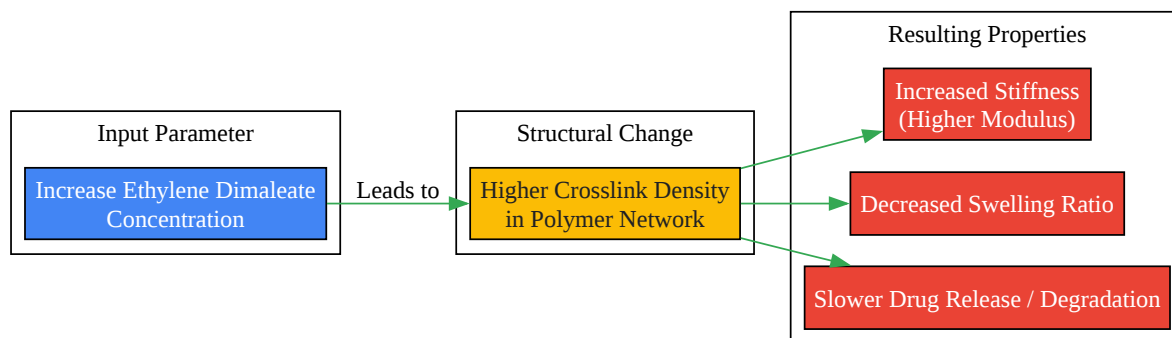 Input Parameter
Increase Ethylene Dimaleate
Concentration
Leads to
Structural Change
Higher Crosslink Density
in Polymer Network
Resulting Properties
Increased Stiffness
(Higher Modulus)
Decreased Swelling Ratio
Slower Drug Release / Degradation